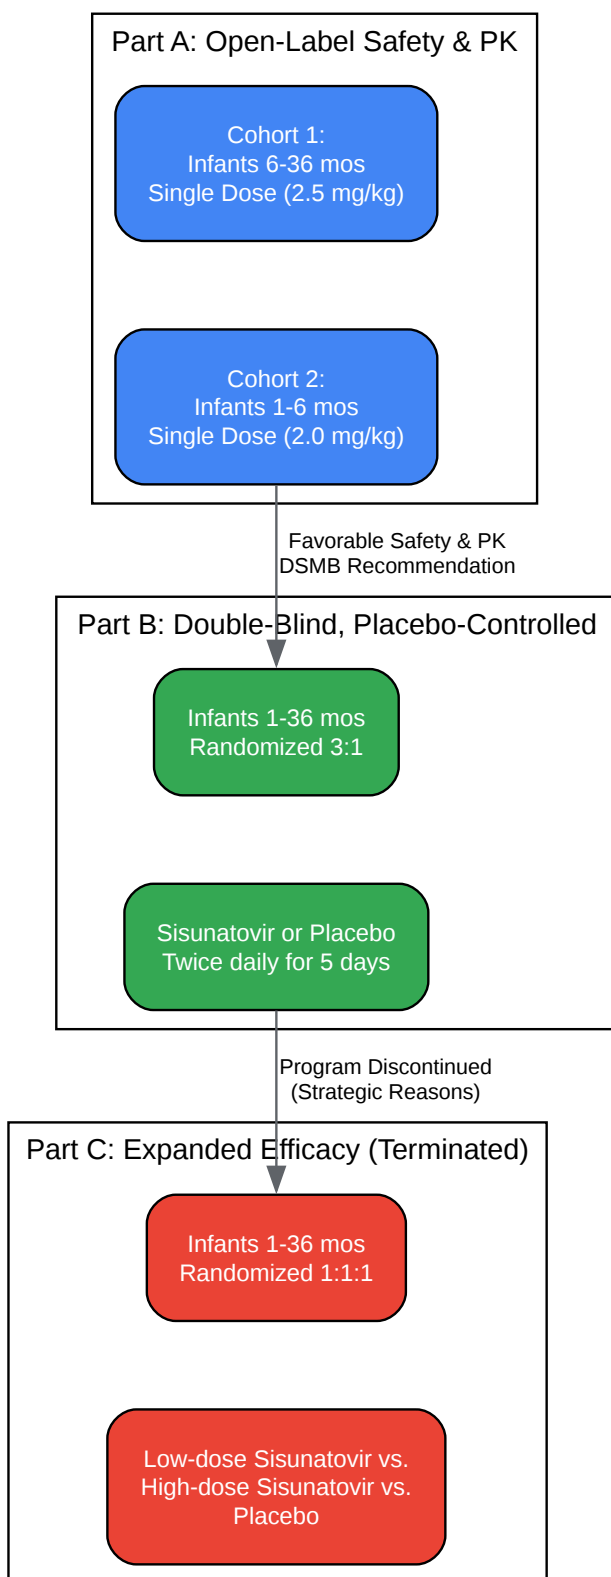 Part A: Open-Label Safety & PK
Cohort 1:
Infants 6-36 mos
Single Dose (2.5 mg/kg)
Cohort 2:
Infants 1-6 mos
Single Dose (2.0 mg/kg)
Favorable Safety & PK
DSMB Recommendation
Part B: Double-Blind, Placebo-Controlled
Infants 1-36 mos
Randomized 3:1
Sisunatovir or Placebo
Twice daily for 5 days
Program Discontinued
(Strategic Reasons)
Part C: Expanded Efficacy (Terminated)
Infants 1-36 mos
Randomized 1:1:1
Low-dose Sisunatovir vs.
High-dose Sisunatovir vs.
Placebo